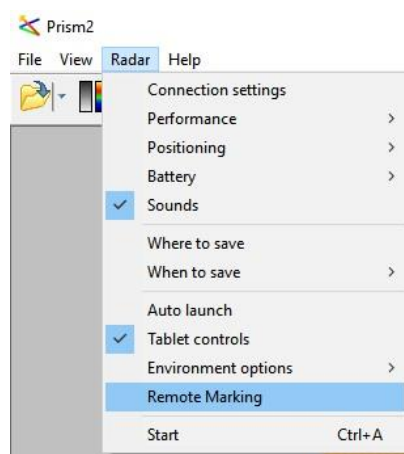 Prism2
File View Radar Help
Connection settings
Performance
Positioning
Battery
Sounds
Where to save
When to save
Auto launch
Tablet controls
Environment options
Remote Marking
Start Ctrl+A